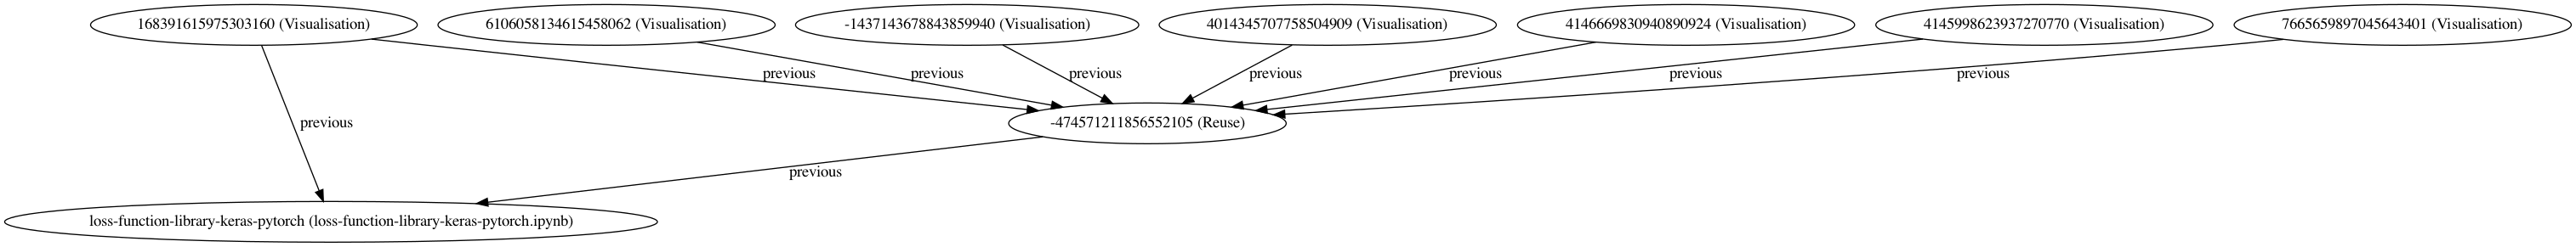 168391615975303160 (Visualisation)
6106058134615458062 (Visualisation)
-1437143678843859940 (Visualisation)
4014345707758504909 (Visualisation)
4146669830940890924 (Visualisation)
4145998623937270770 (Visualisation)
7665659897045643401 (Visualisation)
previous
previous
previous
previous
previous
previous
previous
previous
-474571211856552105 (Reuse)
previous
loss-function-library-keras-pytorch (loss-function-library-keras-pytorch.ipynb)